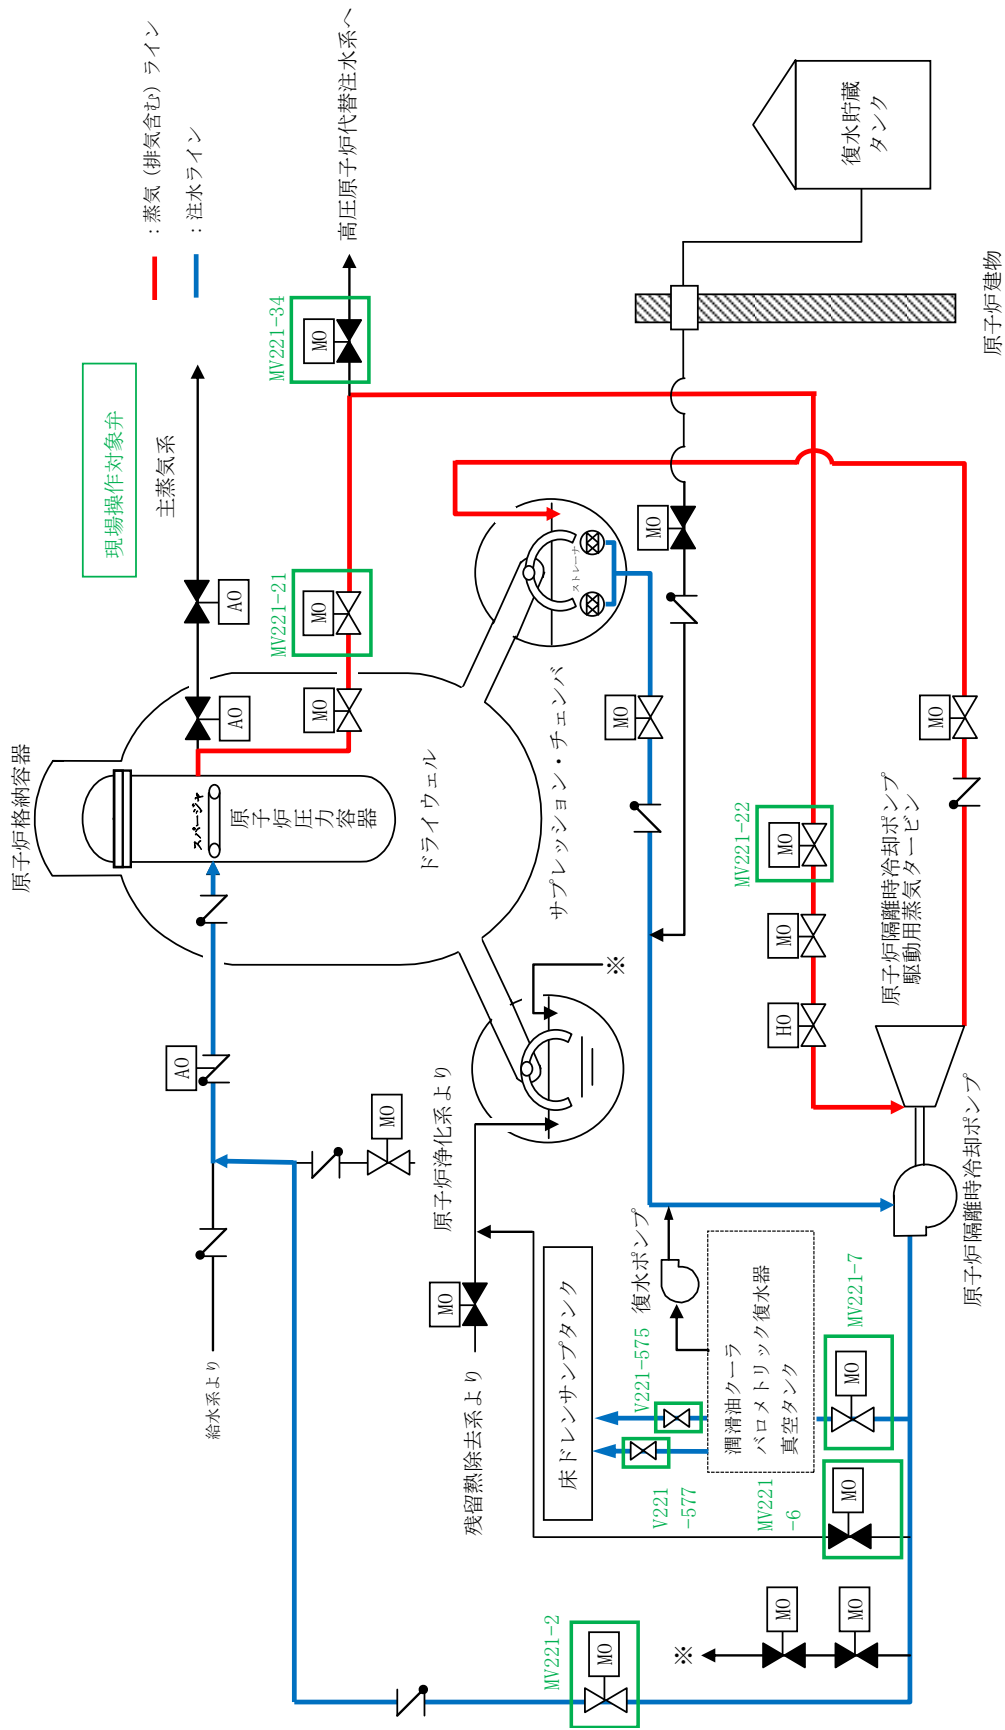 ：蒸気（排気含む）ライン
：注水ライン
現場操作対象弁
主蒸気系
高圧原子炉代替注水系へ
復水貯蔵
タンク
原子炉建物
MV221-34
MO
MV221-21
MO
MO
AO
AO
原子炉格納容器
スパージャ
原子炉圧力容器
ドライウェル
サプレッション・チェンバ
ストレーナ
MO
MO
MO
MV221-22
MO
MO
HO
原子炉隔離時冷却ポンプ
駆動用蒸気タービン
原子炉隔離時冷却ポンプ
AO
MO
給水系より
原子炉浄化系より
※
MO
残留熱除去系より
復水ポンプ
床ドレンサンプタンク
V221-575
V221
-577
潤滑油クーラ
バロメトリック復水器
真空タンク
MV221-7
MO
MV221
-6
MO
MV221-2
MO
※
MO
MO